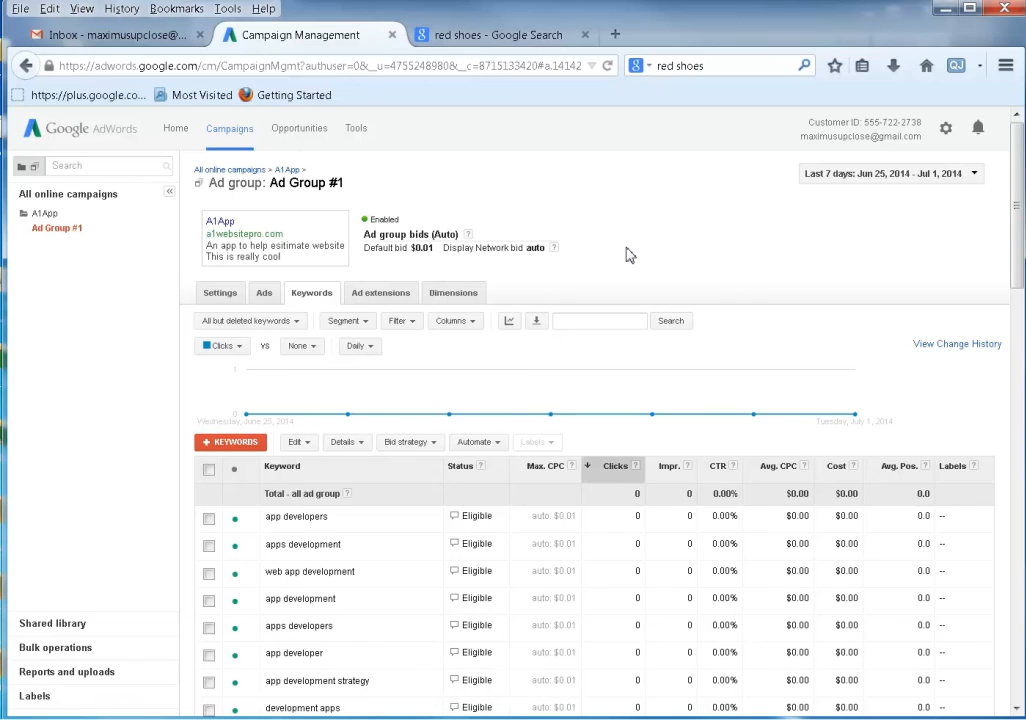 File Edit View History Bookmarks Tools Help
Inbox - maximusupclose@... × Campaign Management × red shoes - Google Search × +
https://adwords.google.com/cm/CampaignMgmt?authuser=0&__u=4755248980&__c=8715133420#a.14142 red shoes
https://plus.google.co... Most Visited Getting Started
Google AdWords Home Campaigns Opportunities Tools
Customer ID: 555-722-2738
maximusupclose@gmail.com
Search
All online campaigns
A1App
Ad Group #1
Shared library
Bulk operations
Reports and uploads
Labels
All online campaigns > A1App >
Ad group: Ad Group #1
Last 7 days: Jun 25, 2014 - Jul 1, 2014
A1App
a1websitepro.com
An app to help esitimate website
This is really cool
Enabled
Ad group bids (Auto) ?
Default bid $0.01 Display Network bid auto ?
Settings Ads Keywords Ad extensions Dimensions
All but deleted keywords Segment Filter Columns Search
Clicks VS None Daily
View Change History
1
0
Wednesday, June 25, 2014 Tuesday, July 1, 2014
+ KEYWORDS Edit Details Bid strategy Automate Labels
Keyword Status ? Max. CPC ? Clicks ? Impr. ? CTR ? Avg. CPC ? Cost ? Avg. Pos. ? Labels ?
Total - all ad group ? 0 0 0.00% $0.00 $0.00 0.0
app developers Eligible auto: $0.01 0 0 0.00% $0.00 $0.00 0.0 --
apps development Eligible auto: $0.01 0 0 0.00% $0.00 $0.00 0.0 --
web app development Eligible auto: $0.01 0 0 0.00% $0.00 $0.00 0.0 --
app development Eligible auto: $0.01 0 0 0.00% $0.00 $0.00 0.0 --
apps developers Eligible auto: $0.01 0 0 0.00% $0.00 $0.00 0.0 --
app developer Eligible auto: $0.01 0 0 0.00% $0.00 $0.00 0.0 --
app development strategy Eligible auto: $0.01 0 0 0.00% $0.00 $0.00 0.0 --
development apps Eligible auto: $0.01 0 0 0.00% $0.00 $0.00 0.0 --